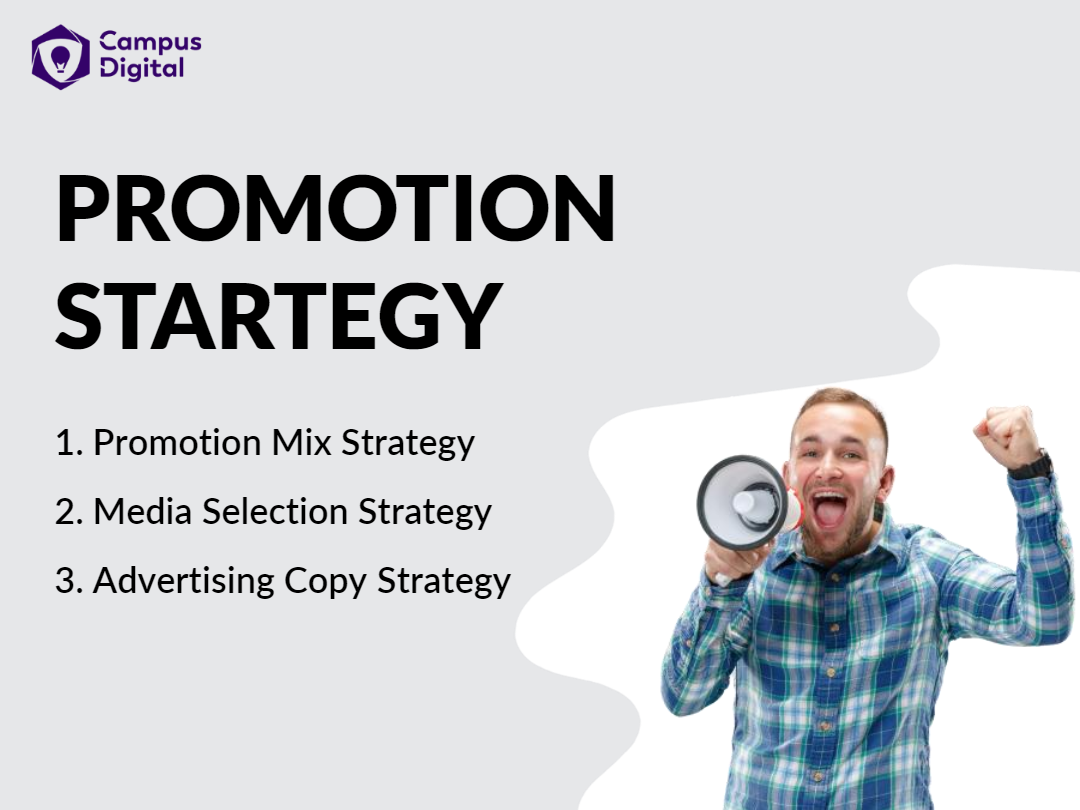 Campus
Digital
PROMOTION
STARTEGY
1. Promotion Mix Strategy
2. Media Selection Strategy
3. Advertising Copy Strategy